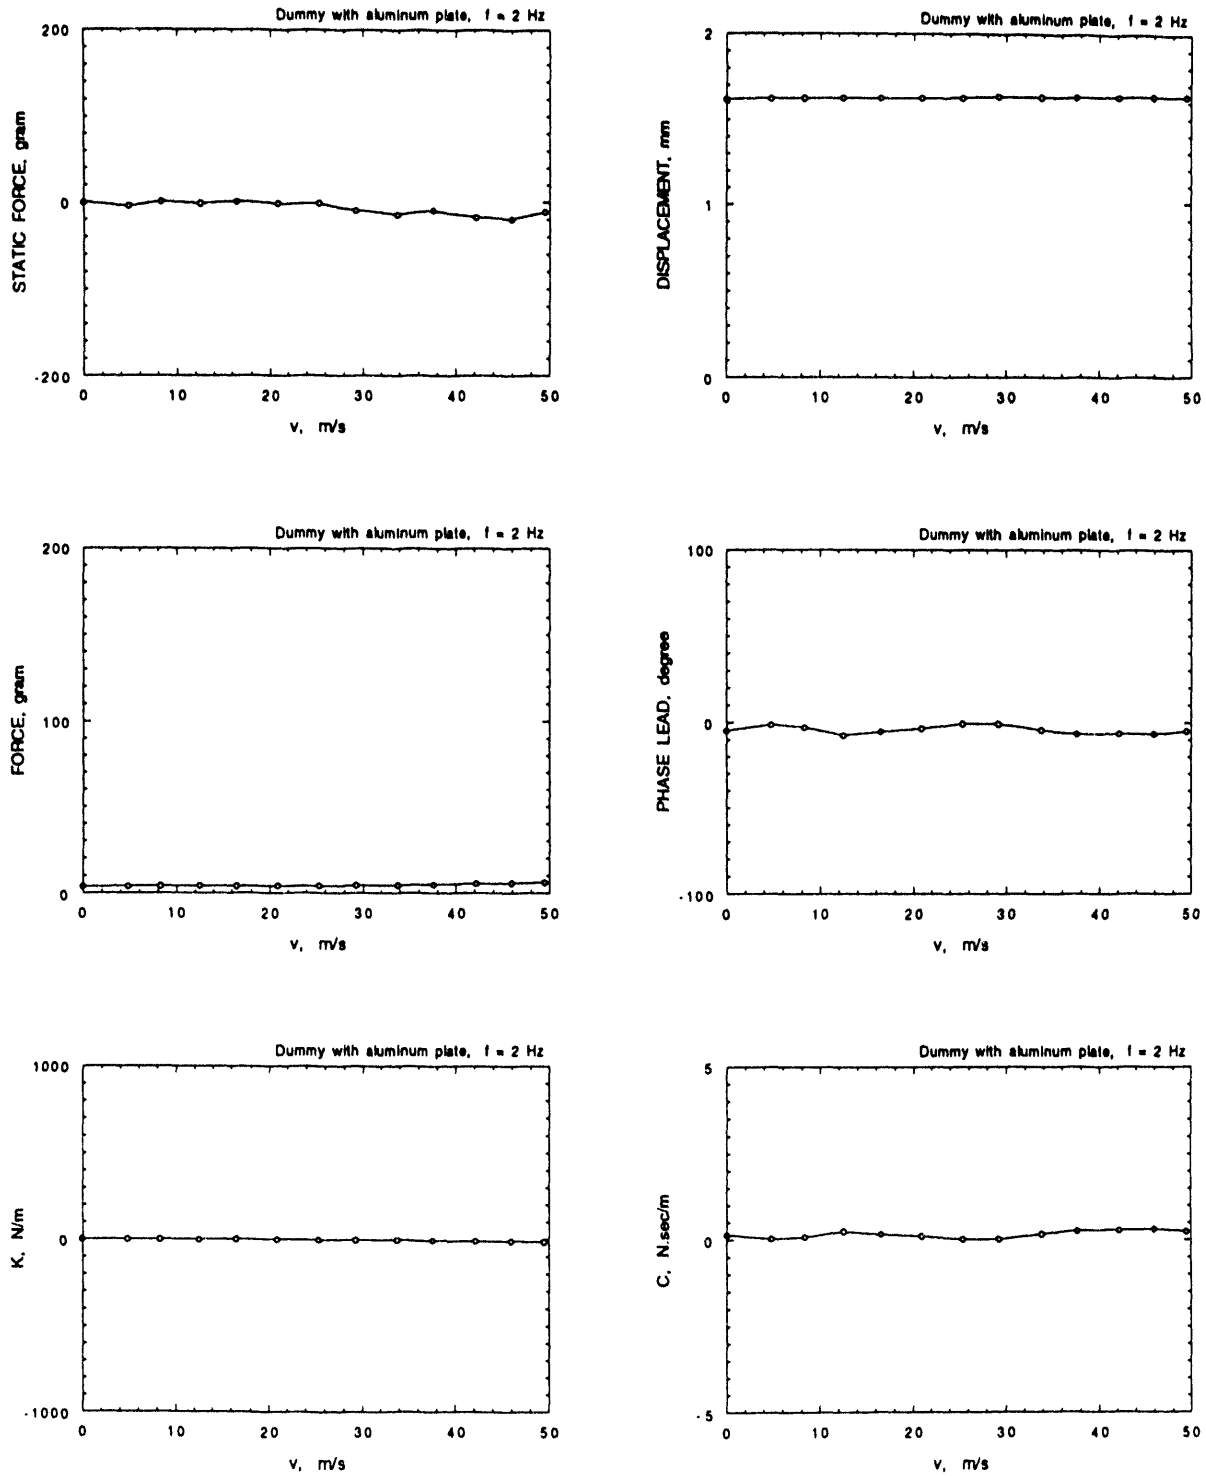 Dummy with aluminum plate, f = 2 Hz
200
0
-200
STATIC FORCE, gram
0 10 20 30 40 50
v, m/s
Dummy with aluminum plate, f = 2 Hz
2
1
0
DISPLACEMENT, mm
0 10 20 30 40 50
v, m/s
Dummy with aluminum plate, f = 2 Hz
200
100
0
FORCE, gram
0 10 20 30 40 50
v, m/s
Dummy with aluminum plate, f = 2 Hz
100
0
-100
PHASE LEAD, degree
0 10 20 30 40 50
v, m/s
Dummy with aluminum plate, f = 2 Hz
1000
0
-1000
K, N/m
0 10 20 30 40 50
v, m/s
Dummy with aluminum plate, f = 2 Hz
5
0
-5
C, N.sec/m
0 10 20 30 40 50
v, m/s